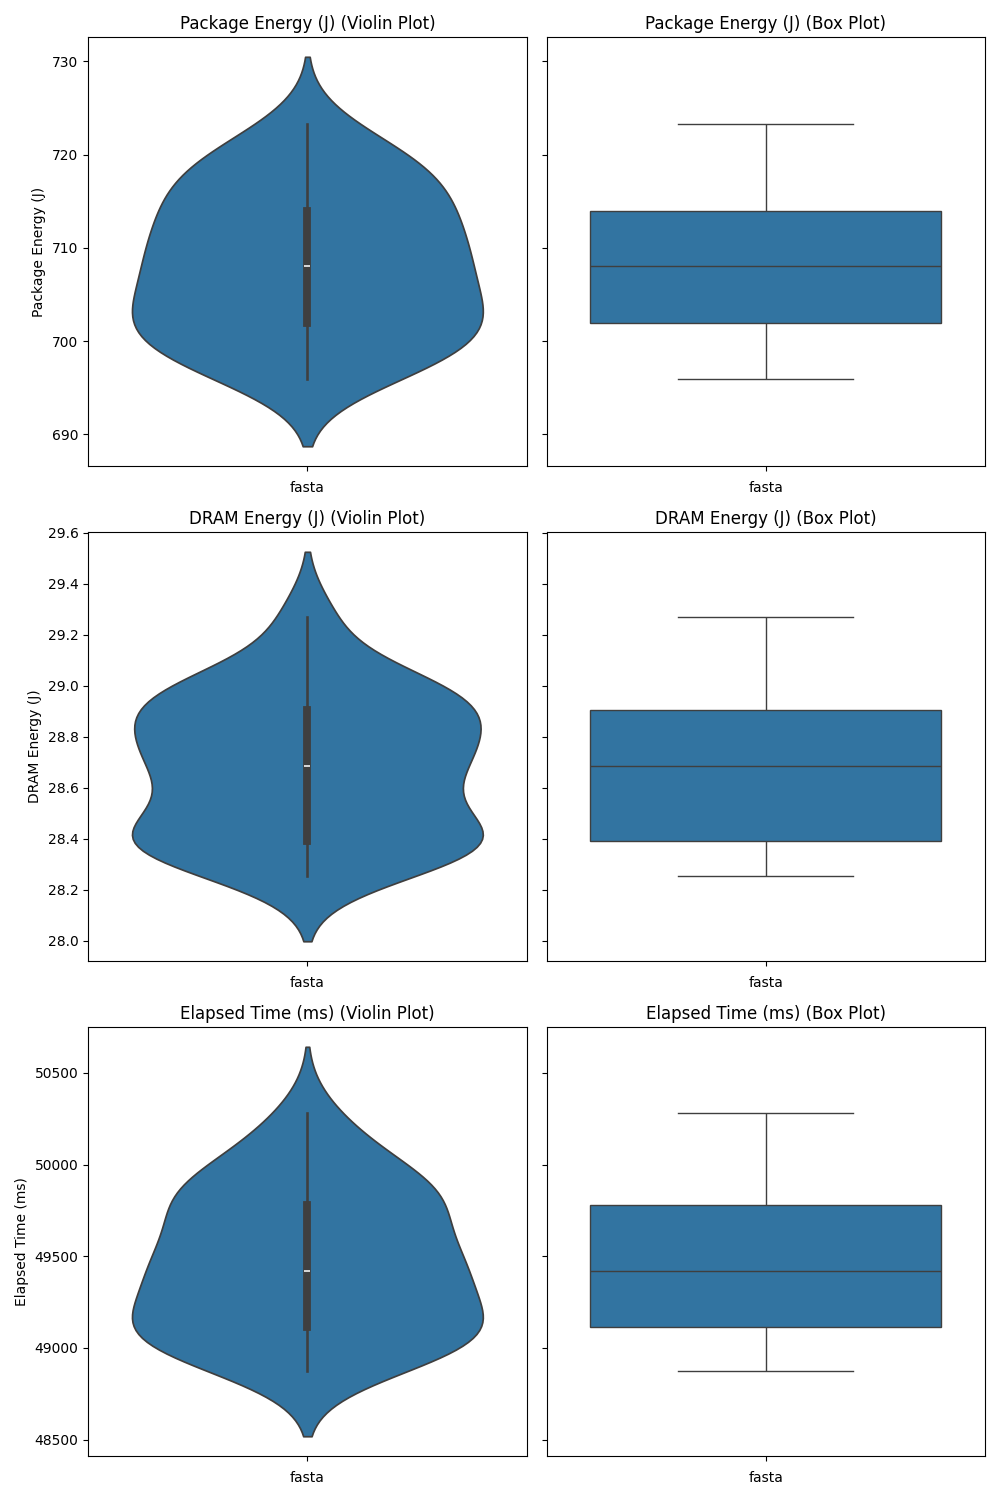 Package Energy (J) (Violin Plot)
Package Energy (J) (Box Plot)
Package Energy (J)
730
720
710
700
690
fasta
fasta
DRAM Energy (J) (Violin Plot)
DRAM Energy (J) (Box Plot)
DRAM Energy (J)
29.6
29.4
29.2
29.0
28.8
28.6
28.4
28.2
28.0
fasta
fasta
Elapsed Time (ms) (Violin Plot)
Elapsed Time (ms) (Box Plot)
Elapsed Time (ms)
50500
50000
49500
49000
48500
fasta
fasta